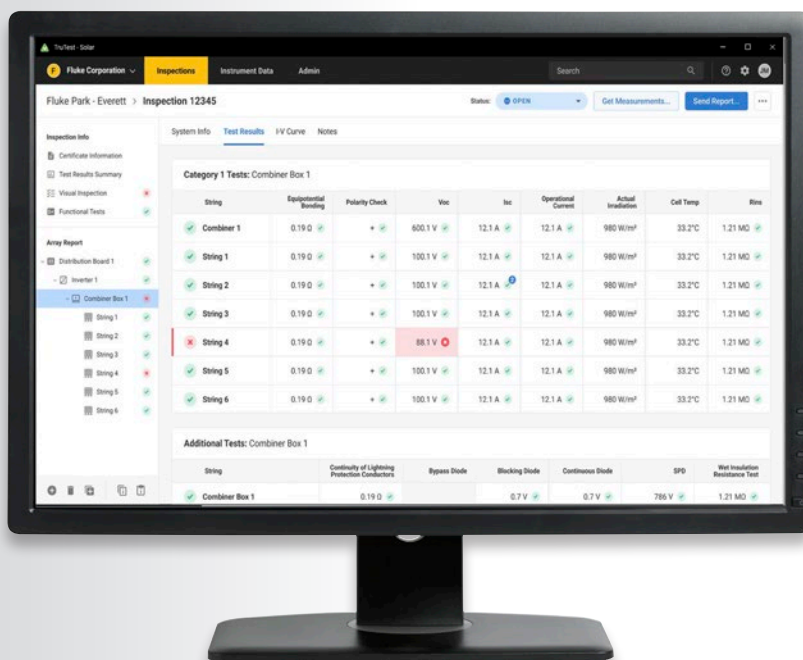 TruTest - Solar
F Fluke Corporation Inspections Instrument Data Admin Search JM
Fluke Park - Everett > Inspection 12345 Status: OPEN Get Measurements... Send Report...
Inspection Info
Certificate Information
Test Results Summary
Visual Inspection
Functional Tests
Array Report
Distribution Board 1
Inverter 1
Combiner Box 1
String 1
String 2
String 3
String 4
String 5
String 6
System Info Test Results I-V Curve Notes
Category 1 Tests: Combiner Box 1
String Equipotential Bonding Polarity Check Voc Isc Operational Current Actual Irradiation Cell Temp Rins
Combiner 1 0.19 Ω + 600.1 V 12.1 A 12.1 A 980 W/m² 33.2°C 1.21 MΩ
String 1 0.19 Ω + 100.1 V 12.1 A 12.1 A 980 W/m² 33.2°C 1.21 MΩ
String 2 0.19 Ω + 100.1 V 12.1 A 12.1 A 980 W/m² 33.2°C 1.21 MΩ
String 3 0.19 Ω + 100.1 V 12.1 A 12.1 A 980 W/m² 33.2°C 1.21 MΩ
String 4 0.19 Ω + 88.1 V 12.1 A 12.1 A 980 W/m² 33.2°C 1.21 MΩ
String 5 0.19 Ω + 100.1 V 12.1 A 12.1 A 980 W/m² 33.2°C 1.21 MΩ
String 6 0.19 Ω + 100.1 V 12.1 A 12.1 A 980 W/m² 33.2°C 1.21 MΩ
Additional Tests: Combiner Box 1
String Continuity of Lightning Protection Conductors Bypass Diode Blocking Diode Continuous Diode SPD Wet Insulation Resistance Test
Combiner Box 1 0.19 Ω 0.7 V 0.7 V 786 V 1.21 MΩ